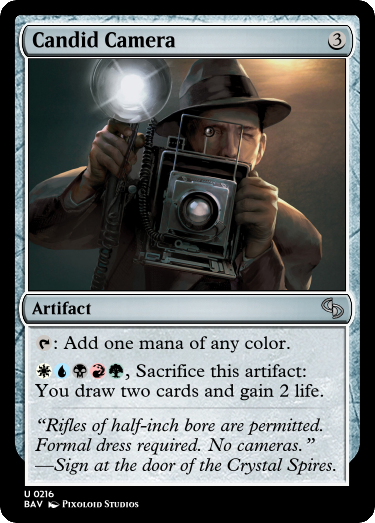 Candid Camera 3
Artifact
: Add one mana of any color.
, Sacrifice this artifact:
You draw two cards and gain 2 life.
“Rifles of half-inch bore are permitted.
Formal dress required. No cameras.”
—Sign at the door of the Crystal Spires.
U 0216
BAV Pixoloid Studios